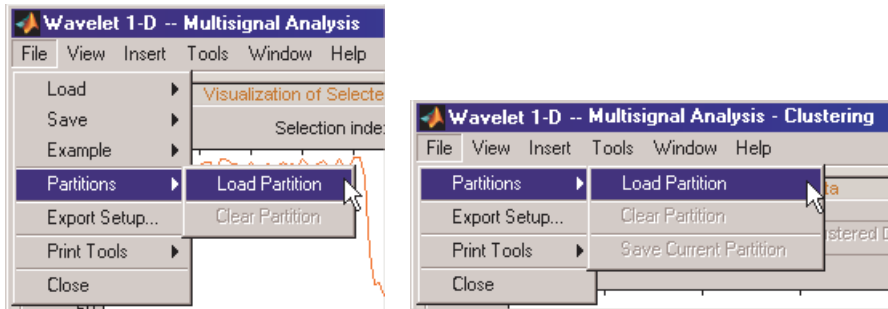 Wavelet 1-D -- Multisignal Analysis
File View Insert Tools Window Help
Load
Save
Example
Partitions
Export Setup...
Print Tools
Close
Visualization of Selecte
Selection inde
Load Partition
Clear Partition
Wavelet 1-D -- Multisignal Analysis - Clustering
File View Insert Tools Window Help
Partitions
Export Setup...
Print Tools
Close
Load Partition
Clear Partition
Save Current Partition
ta
stered D